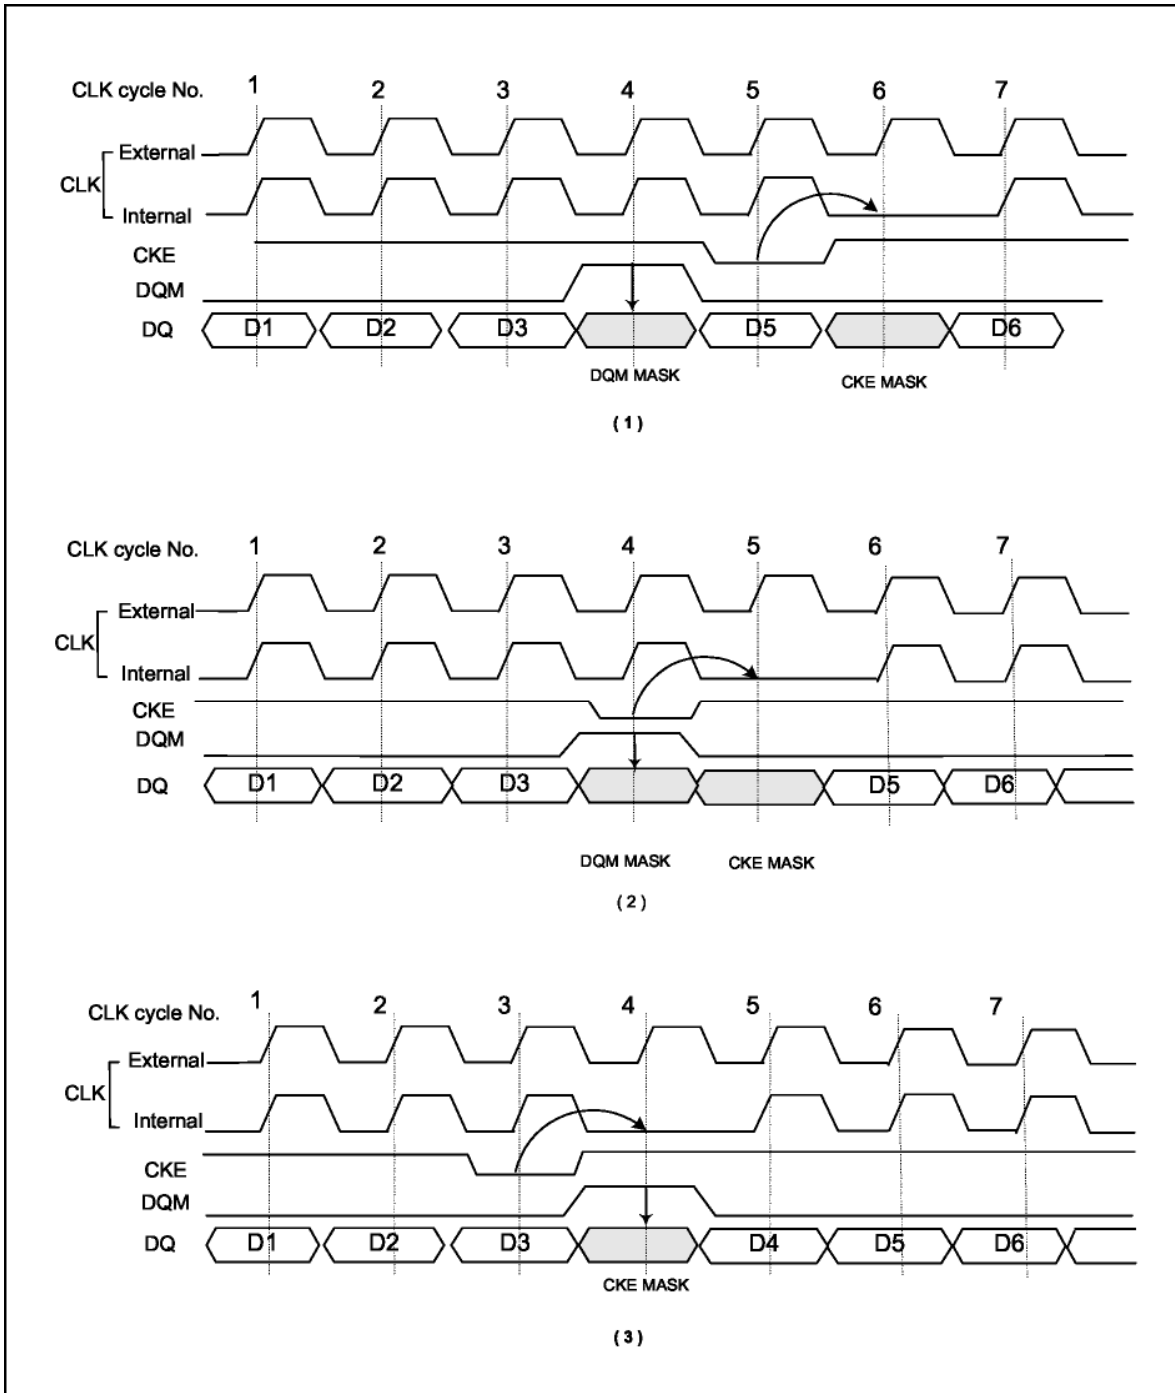 CLK cycle No. 1 2 3 4 5 6 7
External
CLK
Internal
CKE
DQM
DQ D1 D2 D3 D5 D6
DQM MASK CKE MASK
( 1 )
CLK cycle No. 1 2 3 4 5 6 7
External
CLK
Internal
CKE
DQM
DQ D1 D2 D3 D5 D6
DQM MASK CKE MASK
( 2 )
CLK cycle No. 1 2 3 4 5 6 7
External
CLK
Internal
CKE
DQM
DQ D1 D2 D3 D4 D5 D6
CKE MASK
( 3 )